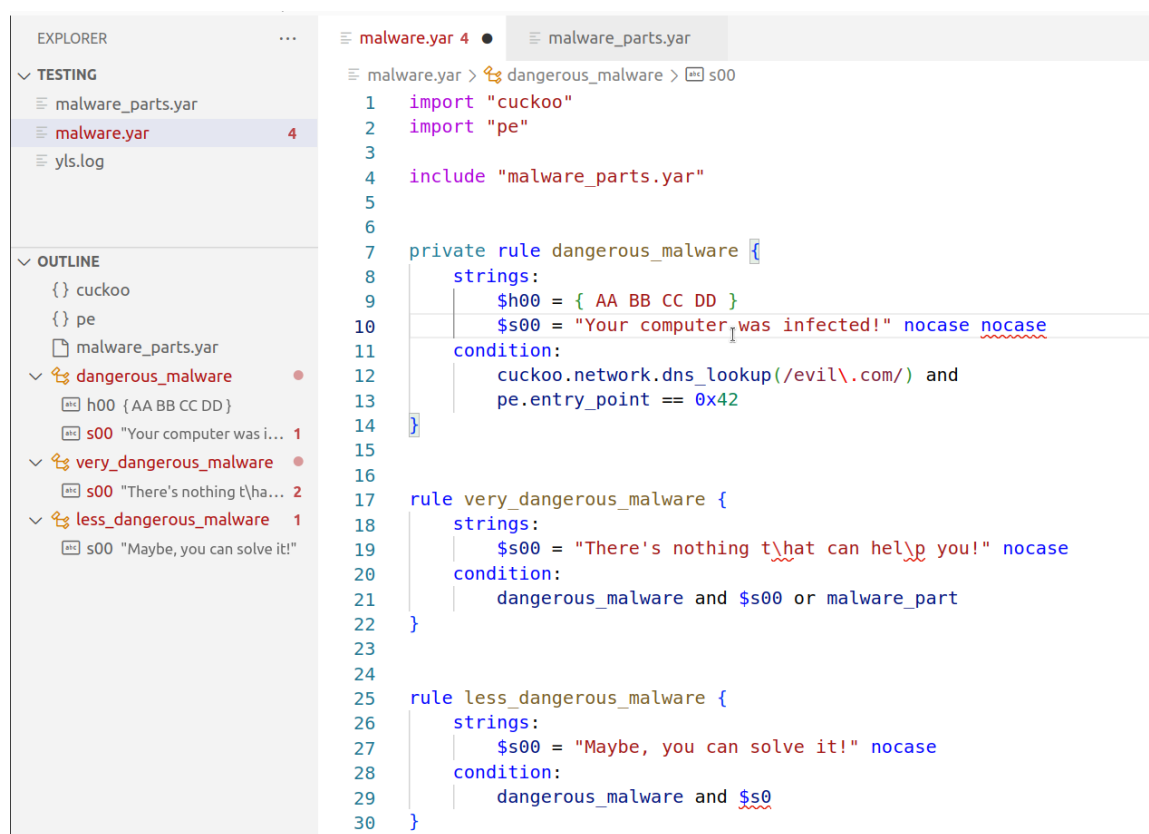 EXPLORER ...
TESTING
malware_parts.yar
malware.yar 4
yls.log
OUTLINE
{} cuckoo
{} pe
malware_parts.yar
dangerous_malware
abc h00 { AA BB CC DD }
abc s00 "Your computer was i... 1
very_dangerous_malware
abc s00 "There's nothing t\ha... 2
less_dangerous_malware 1
abc s00 "Maybe, you can solve it!"
malware.yar 4 ● malware_parts.yar
malware.yar > dangerous_malware > abc s00
1 import "cuckoo"
2 import "pe"
3
4 include "malware_parts.yar"
5
6
7 private rule dangerous_malware {
8 strings:
9 $h00 = { AA BB CC DD }
10 $s00 = "Your computer was infected!" nocase nocase
11 condition:
12 cuckoo.network.dns_lookup(/evil\.com/) and
13 pe.entry_point == 0x42
14 }
15
16
17 rule very_dangerous_malware {
18 strings:
19 $s00 = "There's nothing t\hat can hel\p you!" nocase
20 condition:
21 dangerous_malware and $s00 or malware_part
22 }
23
24
25 rule less_dangerous_malware {
26 strings:
27 $s00 = "Maybe, you can solve it!" nocase
28 condition:
29 dangerous_malware and $s0
30 }